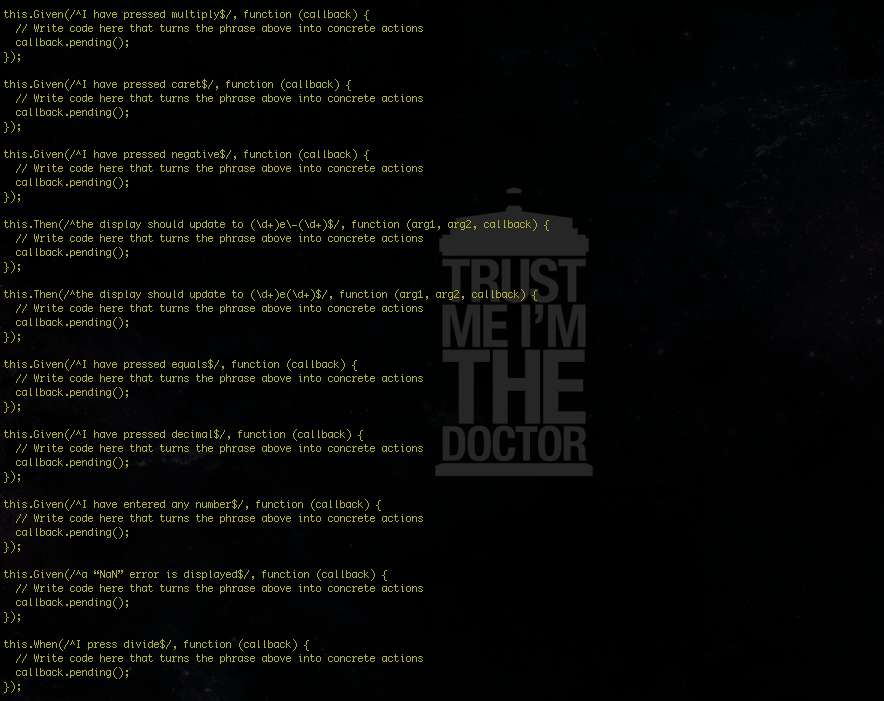 this.Given(/^I have pressed multiply$/, function (callback) {
  // Write code here that turns the phrase above into concrete actions
  callback.pending();
});

this.Given(/^I have pressed caret$/, function (callback) {
  // Write code here that turns the phrase above into concrete actions
  callback.pending();
});

this.Given(/^I have pressed negative$/, function (callback) {
  // Write code here that turns the phrase above into concrete actions
  callback.pending();
});

this.Then(/^the display should update to (\d+)e\-(\d+)$/, function (arg1, arg2, callback) {
  // Write code here that turns the phrase above into concrete actions
  callback.pending();
});

this.Then(/^the display should update to (\d+)e(\d+)$/, function (arg1, arg2, callback) {
  // Write code here that turns the phrase above into concrete actions
  callback.pending();
});

this.Given(/^I have pressed equals$/, function (callback) {
  // Write code here that turns the phrase above into concrete actions
  callback.pending();
});

this.Given(/^I have pressed decimal$/, function (callback) {
  // Write code here that turns the phrase above into concrete actions
  callback.pending();
});

this.Given(/^I have entered any number$/, function (callback) {
  // Write code here that turns the phrase above into concrete actions
  callback.pending();
});

this.Given(/^a “NaN” error is displayed$/, function (callback) {
  // Write code here that turns the phrase above into concrete actions
  callback.pending();
});

this.When(/^I press divide$/, function (callback) {
  // Write code here that turns the phrase above into concrete actions
  callback.pending();
});

TRUST
ME I'M
THE
DOCTOR